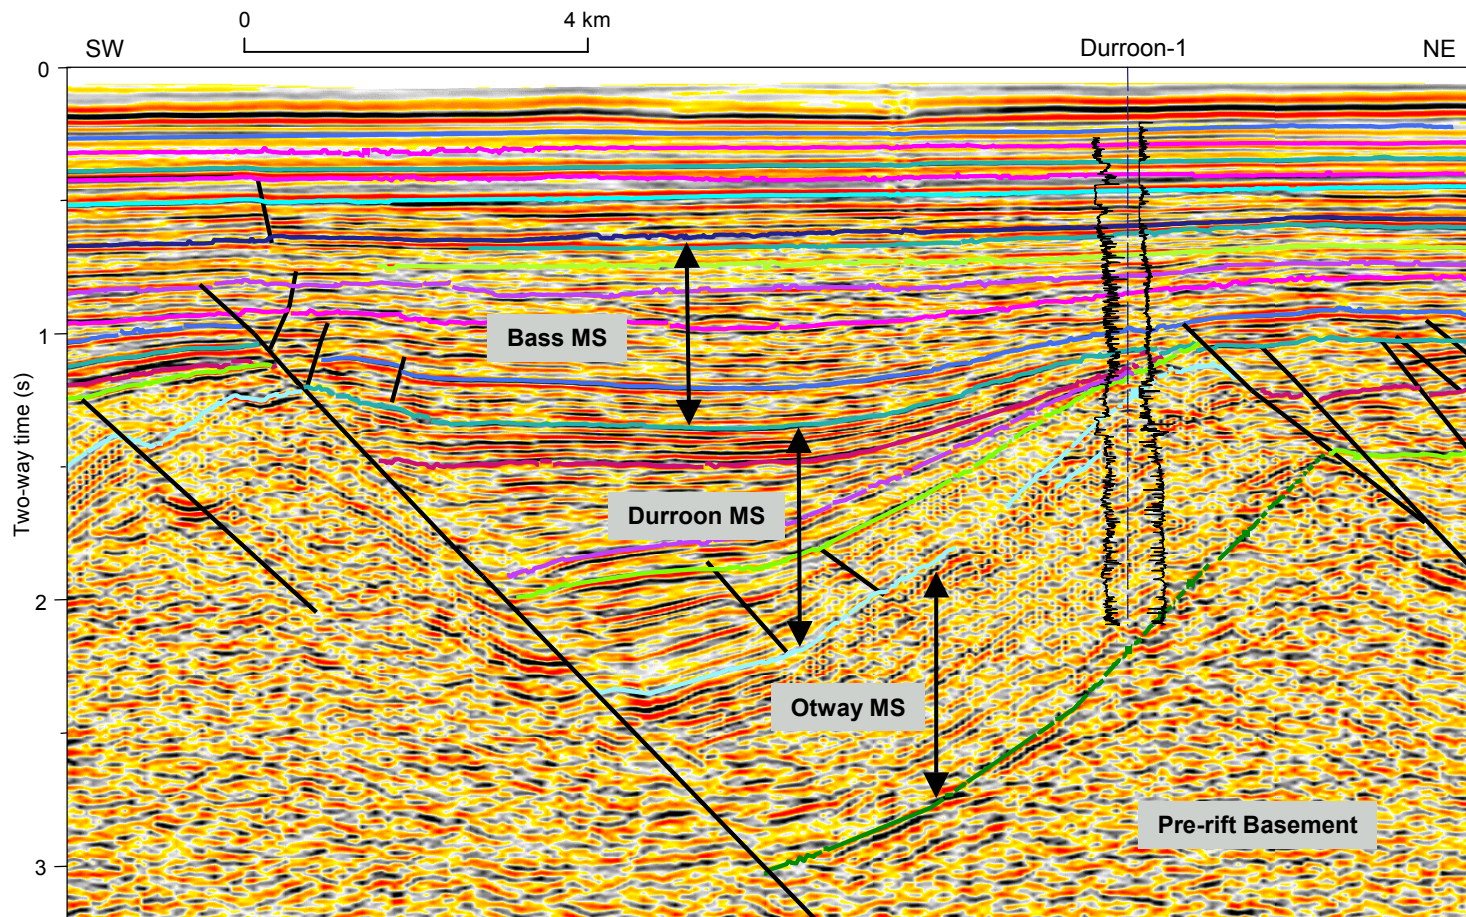 0 4 km
SW Durroon-1 NE
0
Bass MS
1
Two-way time (s)
Durroon MS
2
Otway MS
Pre-rift Basement
3